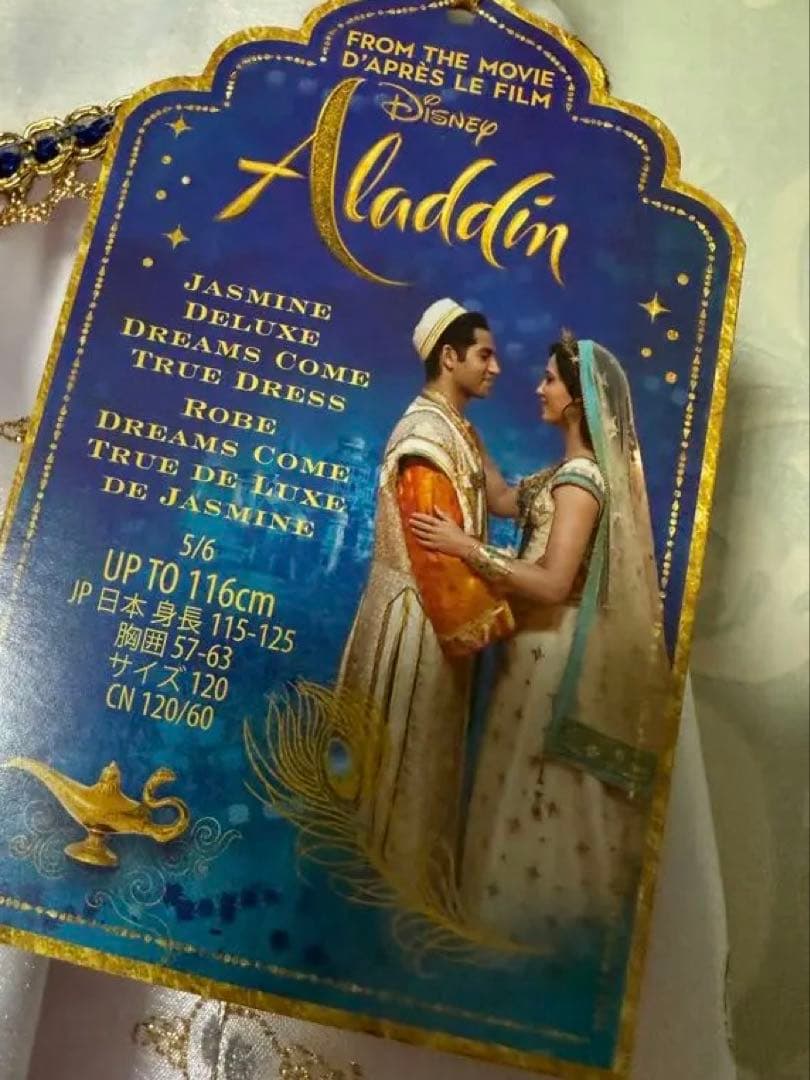 FROM THE MOVIE
D'APRÈS LE FILM
Disney
Aladdin
JASMINE
DELUXE
DREAMS COME
TRUE DRESS
ROBE
DREAMS COME
TRUE DE LUXE
DE JASMINE
5/6
UP TO 116cm
JP 日本 身長 115-125
胸囲 57-63
サイズ 120
CN 120/60